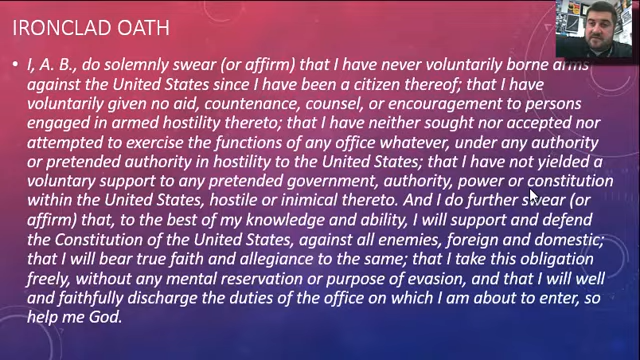 IRONCLAD OATH
• I, A. B., do solemnly swear (or affirm) that I have never voluntarily borne arms
against the United States since I have been a citizen thereof; that I have
voluntarily given no aid, countenance, counsel, or encouragement to persons
engaged in armed hostility thereto; that I have neither sought nor accepted nor
attempted to exercise the functions of any office whatever, under any authority
or pretended authority in hostility to the United States; that I have not yielded a
voluntary support to any pretended government, authority, power or constitution
within the United States, hostile or inimical thereto. And I do further swear (or
affirm) that, to the best of my knowledge and ability, I will support and defend
the Constitution of the United States, against all enemies, foreign and domestic;
that I will bear true faith and allegiance to the same; that I take this obligation
freely, without any mental reservation or purpose of evasion, and that I will well
and faithfully discharge the duties of the office on which I am about to enter, so
help me God.